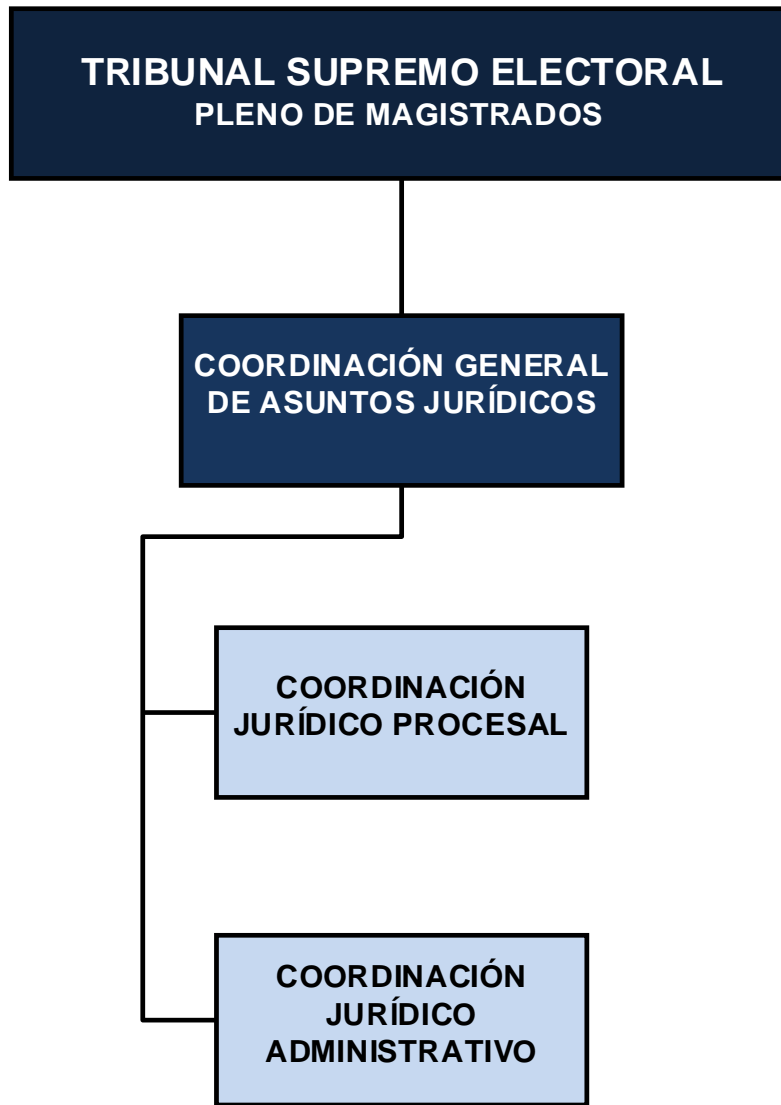 TRIBUNAL SUPREMO ELECTORAL
PLENO DE MAGISTRADOS
COORDINACIÓN GENERAL
DE ASUNTOS JURÍDICOS
COORDINACIÓN
JURÍDICO PROCESAL
COORDINACIÓN
JURÍDICO
ADMINISTRATIVO